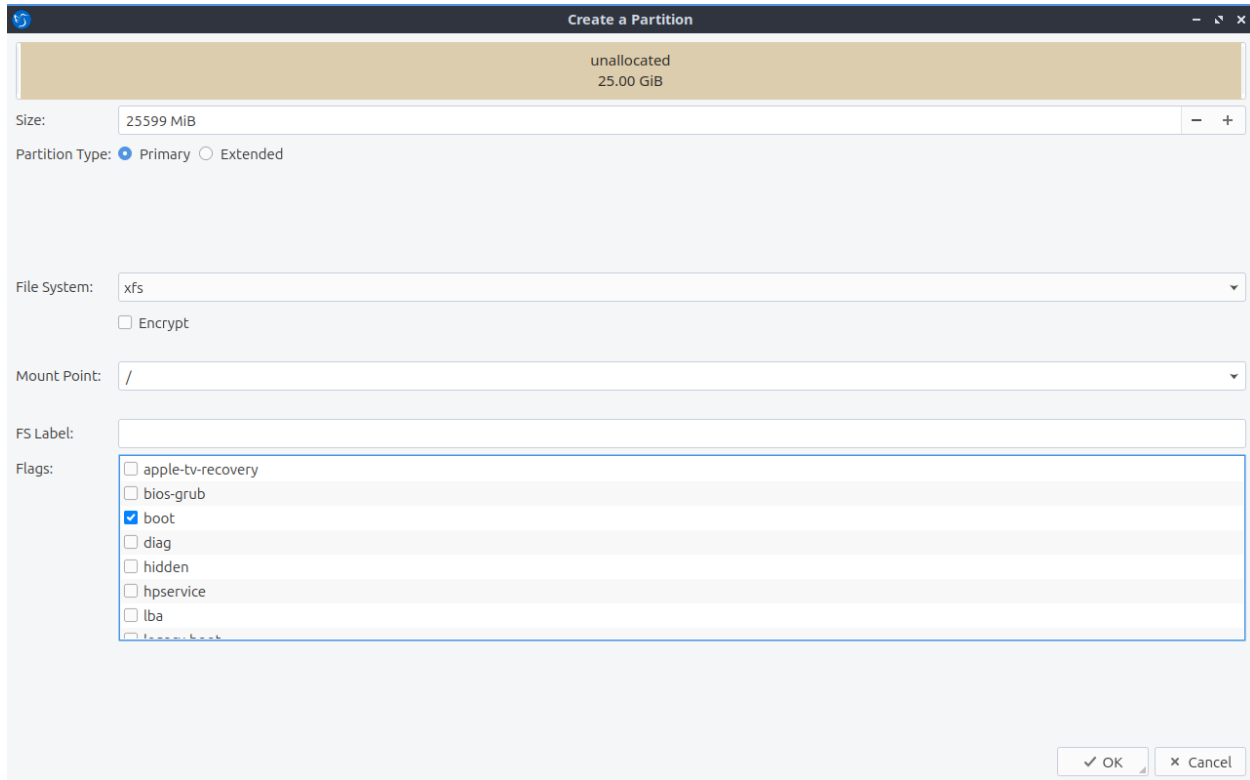 Create a Partition
unallocated
25.00 GiB
Size: 25599 MiB
Partition Type: Primary Extended
File System: xfs
Encrypt
Mount Point: /
FS Label:
Flags: apple-tv-recovery
bios-grub
boot
diag
hidden
hpservice
lba
OK Cancel